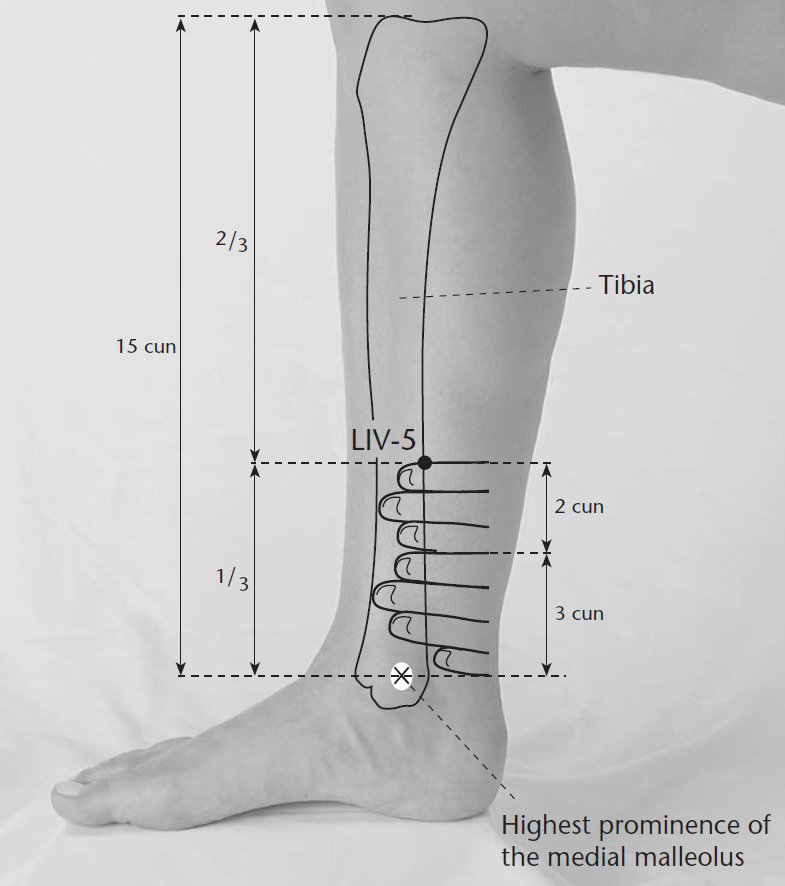 2/3
Tibia
15 cun
LIV-5
2 cun
1/3
3 cun
Highest prominence of
the medial malleolus